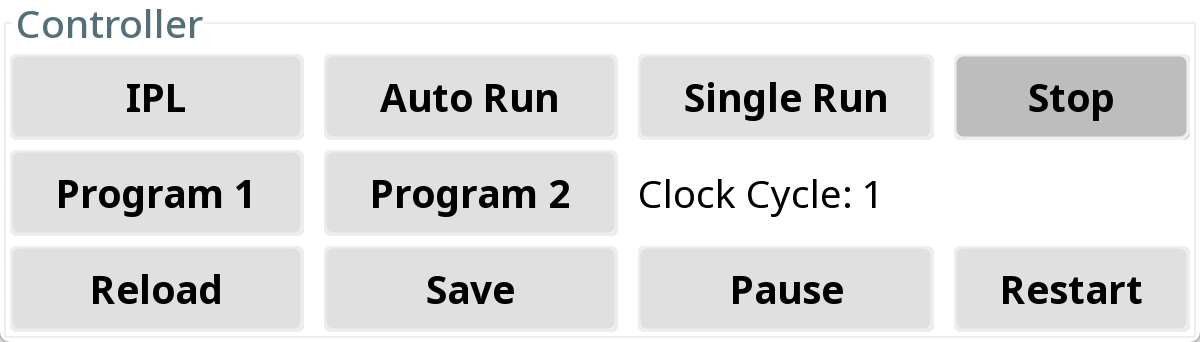 Controller
IPL Auto Run Single Run Stop
Program 1 Program 2 Clock Cycle: 1
Reload Save Pause Restart